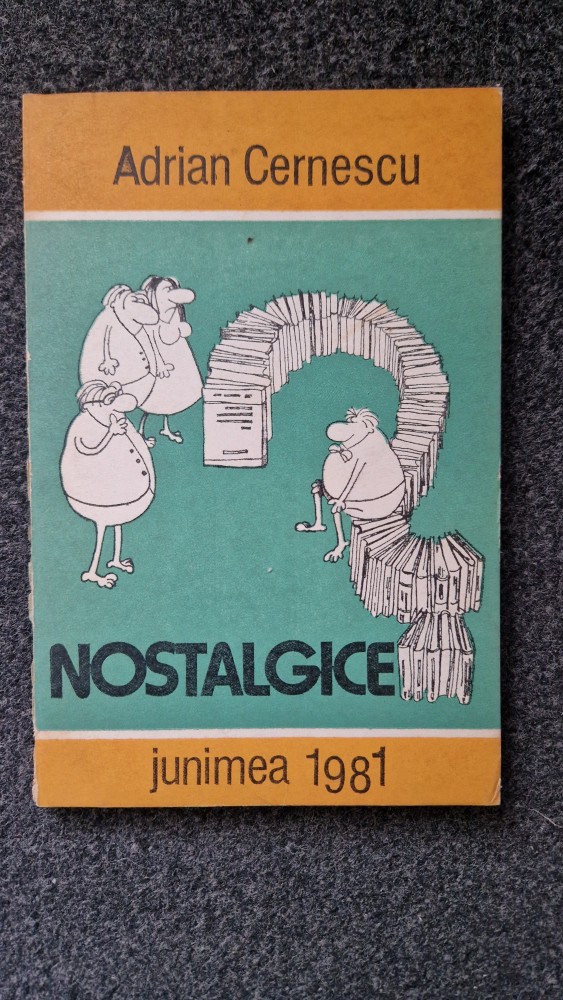 Adrian Cernescu
NOSTALGICE
junimea 1981